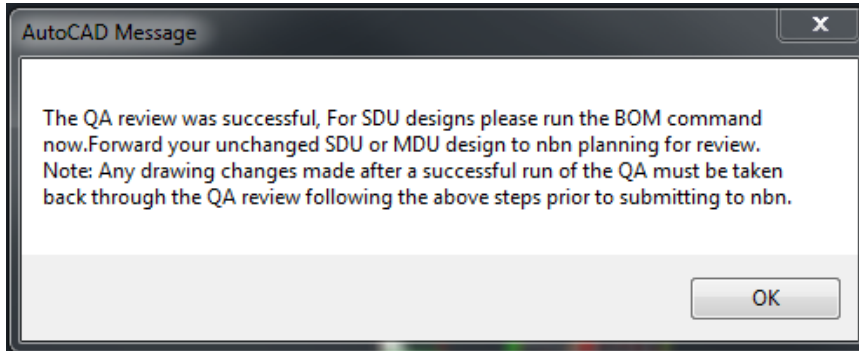 AutoCAD Message
x
The QA review was successful, For SDU designs please run the BOM command
now.Forward your unchanged SDU or MDU design to nbn planning for review.
Note: Any drawing changes made after a successful run of the QA must be taken
back through the QA review following the above steps prior to submitting to nbn.
OK